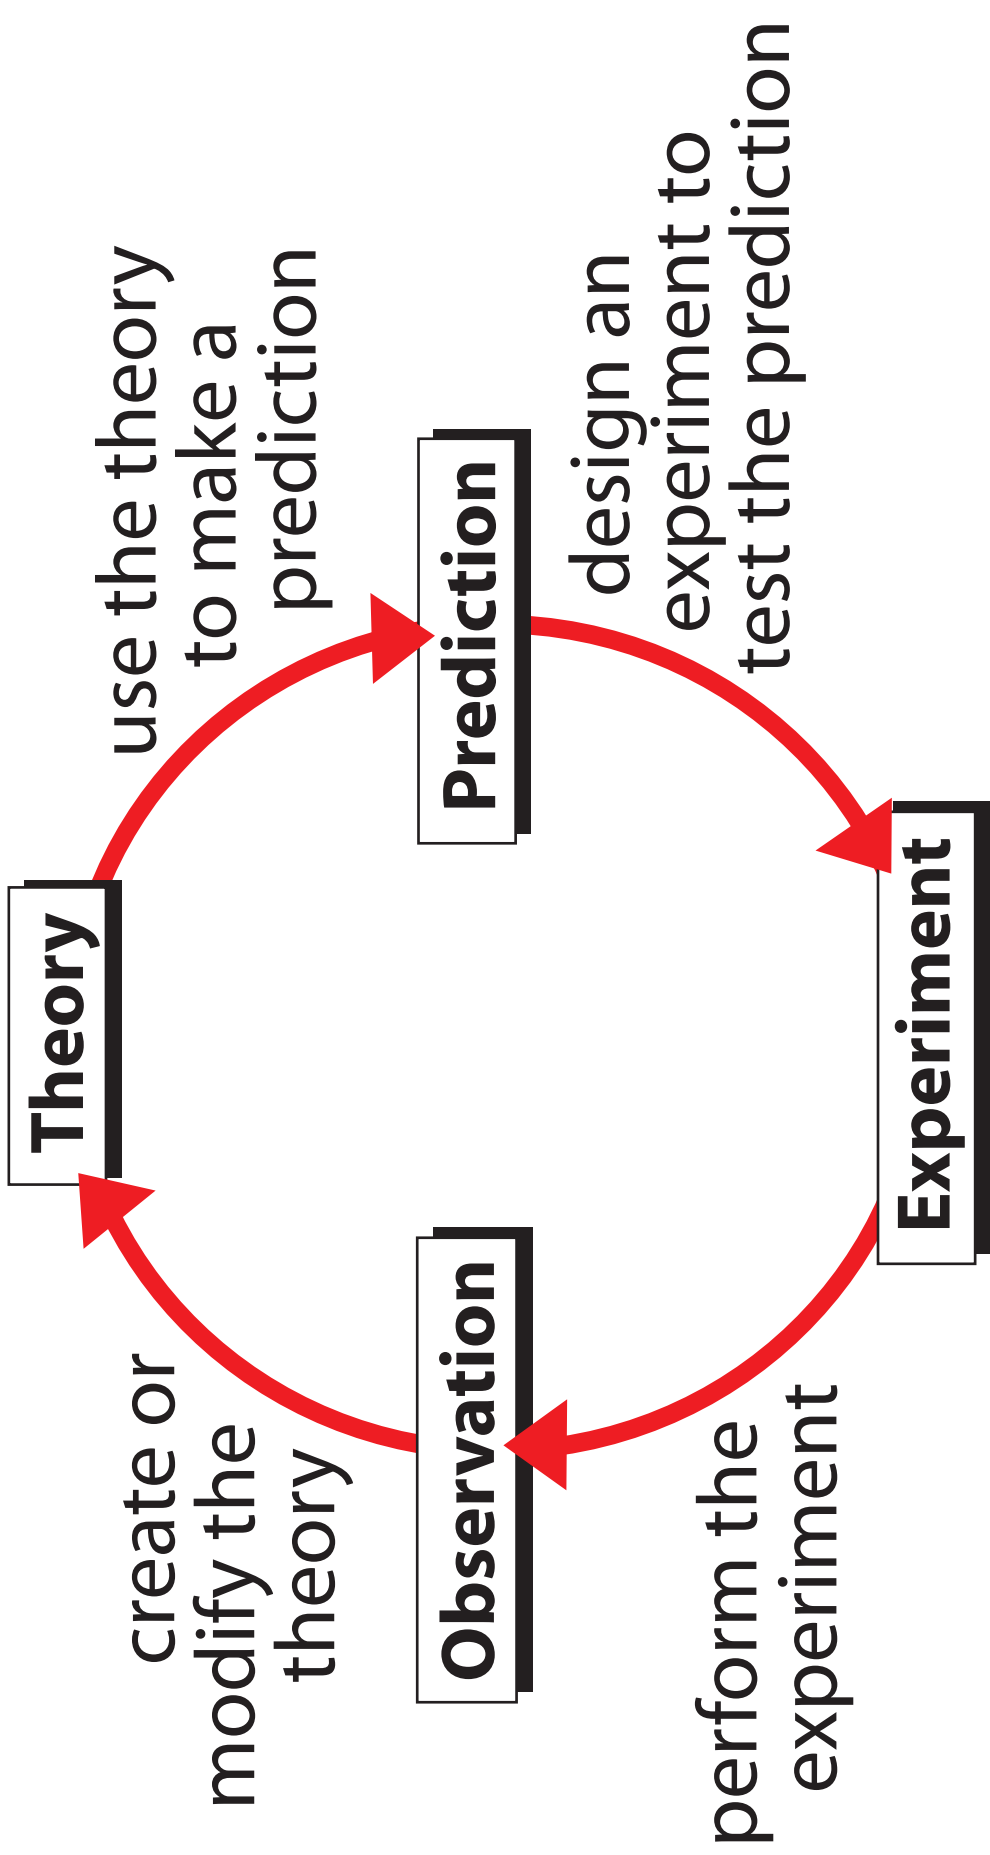 Theory
use the theory
to make a
prediction
Prediction
design an
experiment to
test the prediction
Experiment
perform the
experiment
Observation
create or
modify the
theory